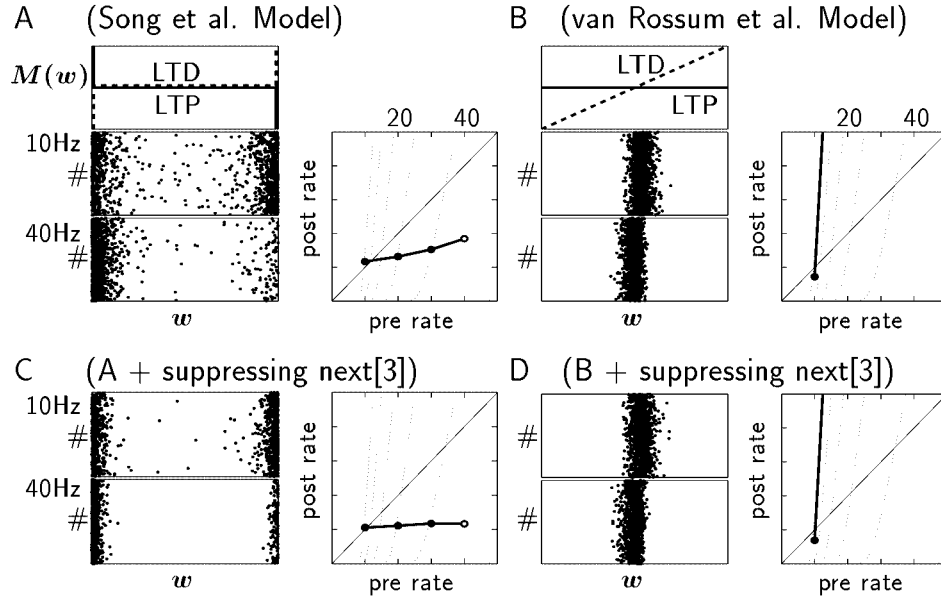 A (Song et al. Model)
B (van Rossum et al. Model)
M(w)
LTD
LTP
LTD
LTP
20 40
20 40
10Hz
#
40Hz
#
w
post rate
pre rate
#
#
w
post rate
pre rate
C (A + suppressing next[3])
D (B + suppressing next[3])
10Hz
#
40Hz
#
w
post rate
pre rate
#
#
w
post rate
pre rate